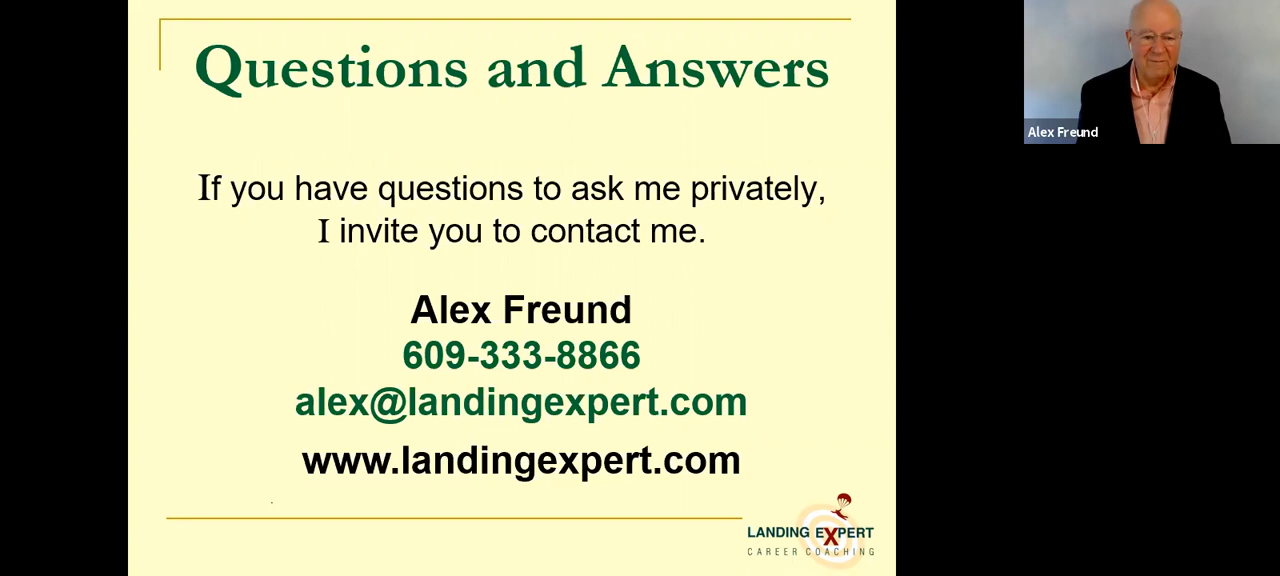 Questions and Answers
If you have questions to ask me privately,
I invite you to contact me.
Alex Freund
609-333-8866
alex@landingexpert.com
www.landingexpert.com
LANDING EXPERT
CAREER COACHING
Alex Freund